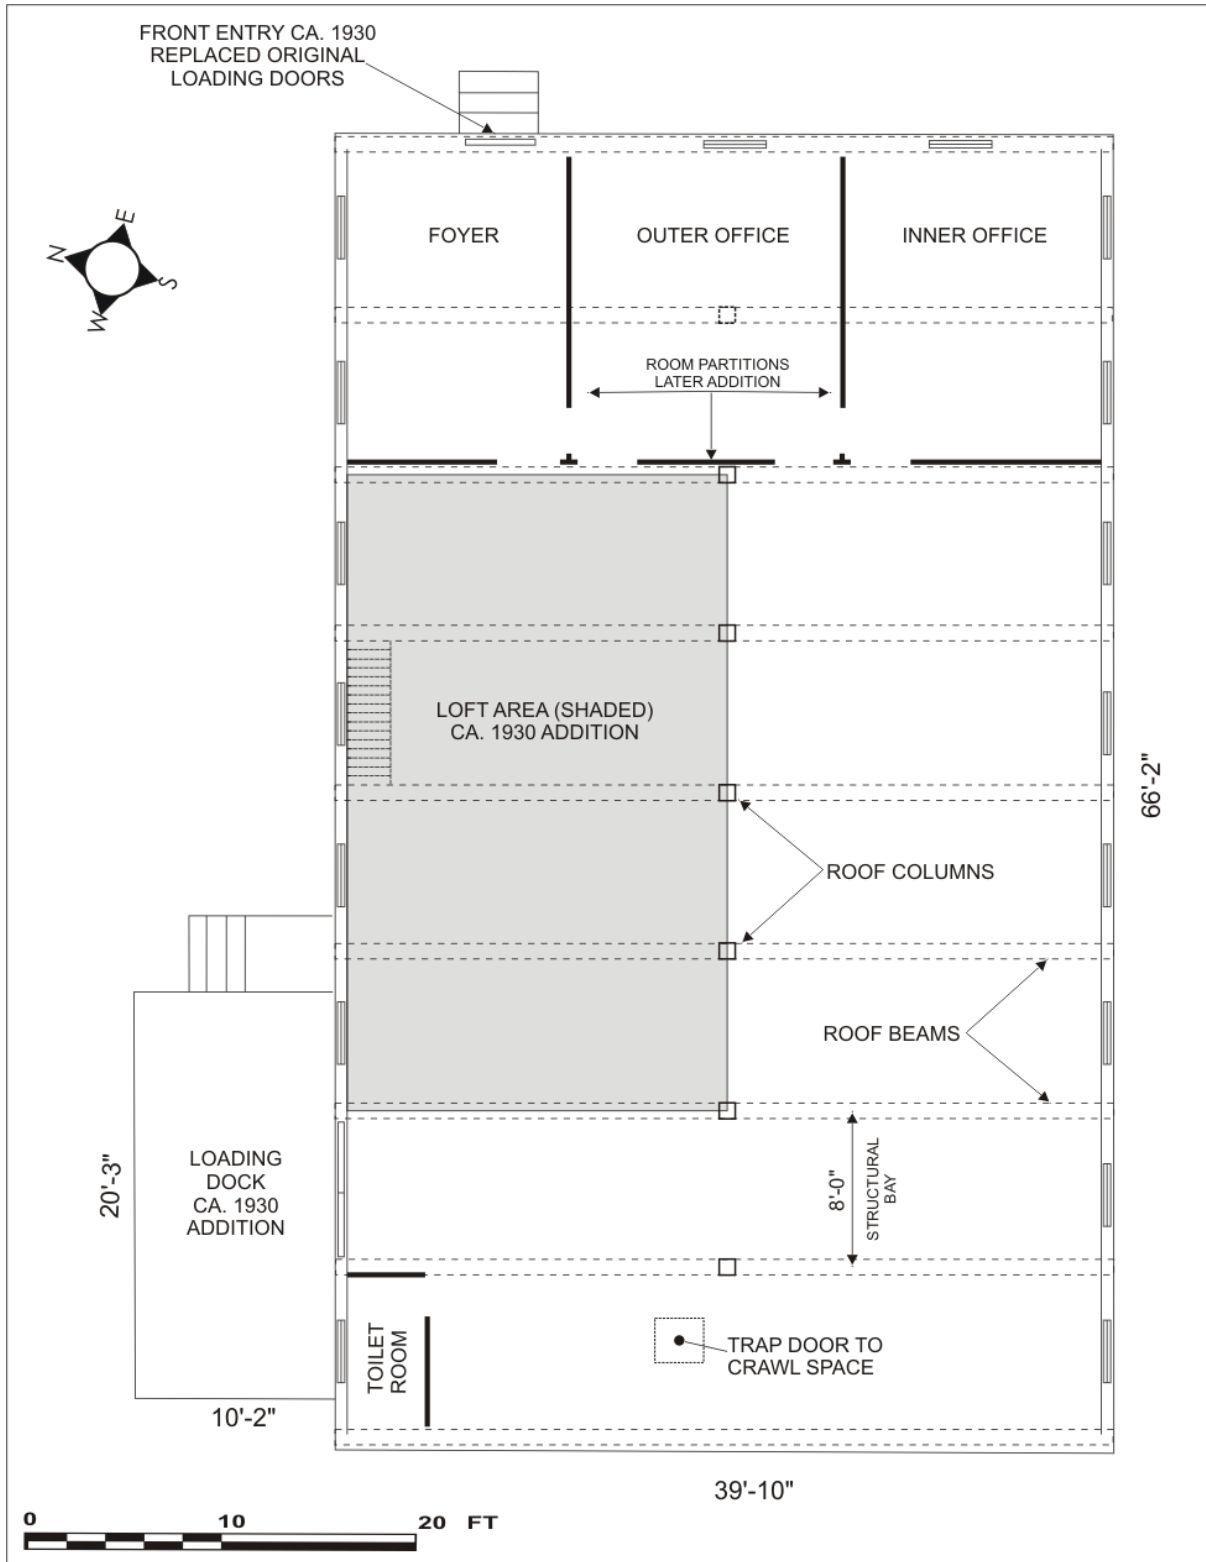 FRONT ENTRY CA. 1930
REPLACED ORIGINAL
LOADING DOORS
N
E
S
W
FOYER
OUTER OFFICE
INNER OFFICE
ROOM PARTITIONS
LATER ADDITION
LOFT AREA (SHADED)
CA. 1930 ADDITION
66'-2"
ROOF COLUMNS
ROOF BEAMS
LOADING
DOCK
CA. 1930
ADDITION
20'-3"
10'-2"
8'-0"
STRUCTURAL
BAY
TOILET
ROOM
TRAP DOOR TO
CRAWL SPACE
39'-10"
0 10 20 FT